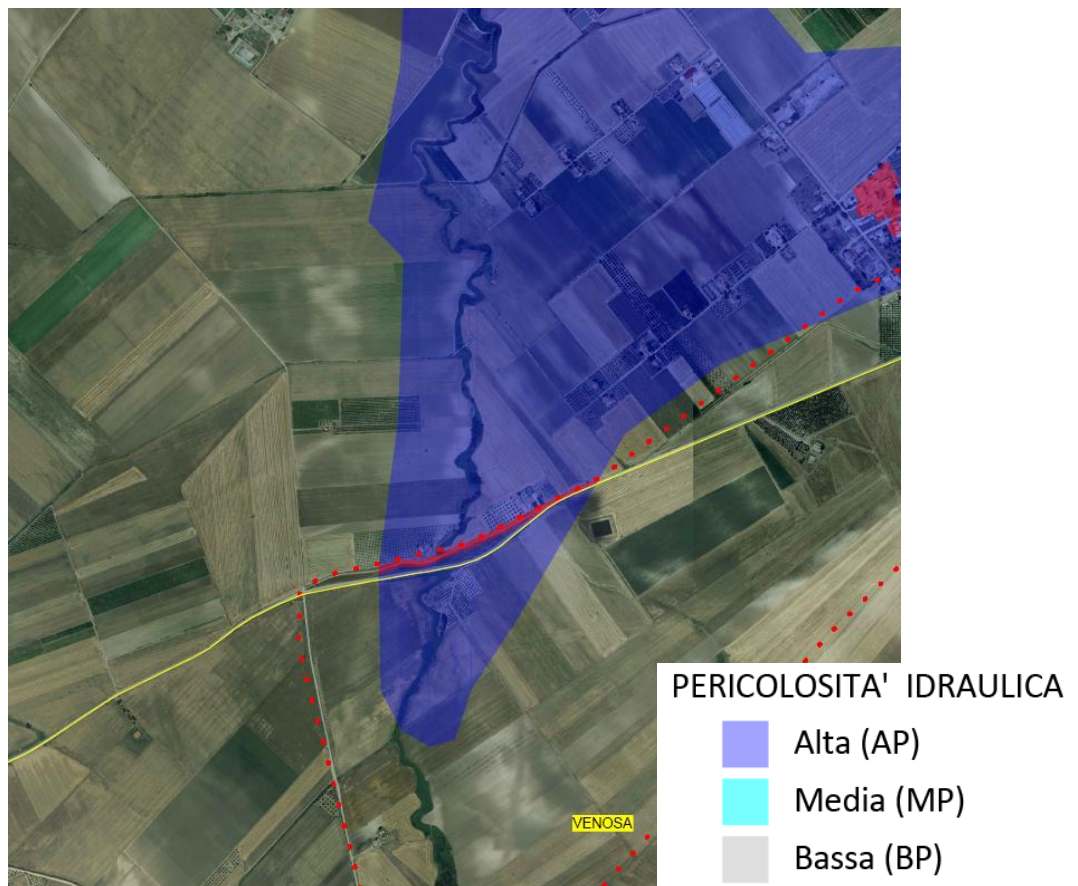 VENOSA
PERICOLOSITA' IDRAULICA
Alta (AP)
Media (MP)
Bassa (BP)